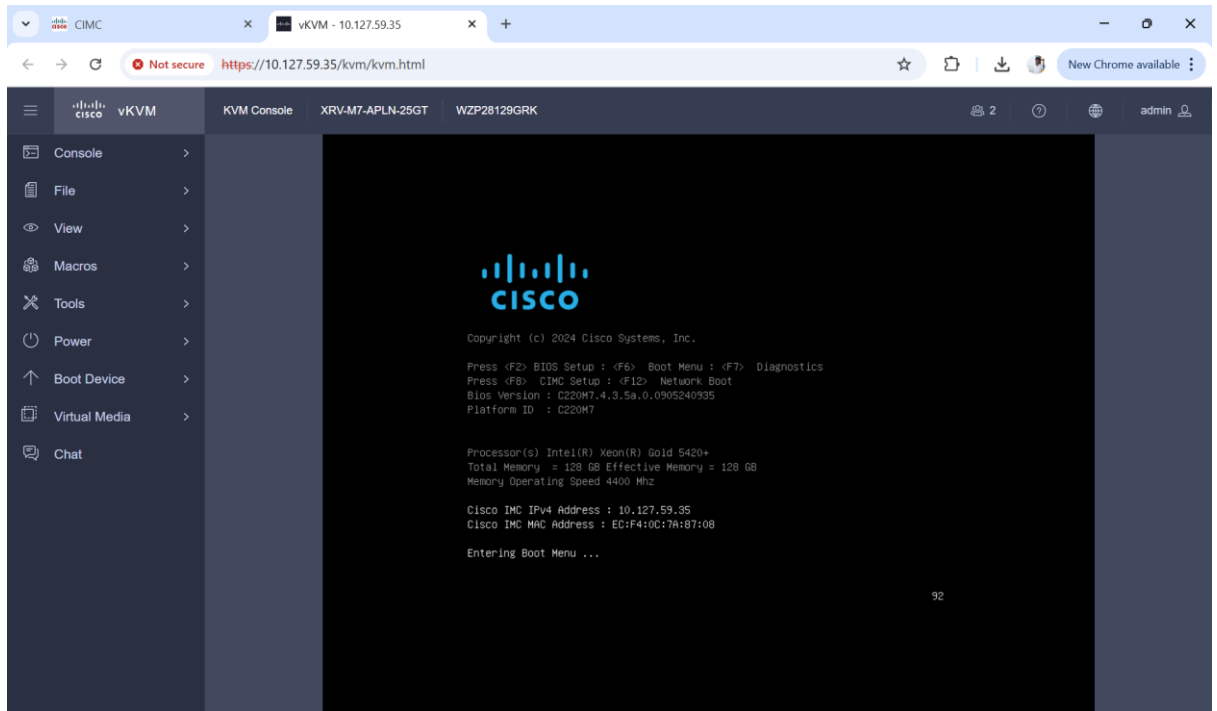 CIMC
vKVM - 10.127.59.35
Not secure https://10.127.59.35/kvm/kvm.html
New Chrome available
cisco vKVM
KVM Console XRV-M7-APLN-25GT WZP28129GRK
2 admin
Console
File
View
Macros
Tools
Power
Boot Device
Virtual Media
Chat
CISCO
Copyright (c) 2024 Cisco Systems, Inc.
Press <F2> BIOS Setup : <F6> Boot Menu : <F7> Diagnostics
Press <F8> CIMC Setup : <F12> Network Boot
Bios Version : C220M7.4.3.5a.0.0905240935
Platform ID : C220M7
Processor(s) Intel(R) Xeon(R) Gold 5420+
Total Memory = 128 GB Effective Memory = 128 GB
Memory Operating Speed 4400 Mhz
Cisco IMC IPv4 Address : 10.127.59.35
Cisco IMC MAC Address : EC:F4:0C:7A:87:08
Entering Boot Menu ...
92